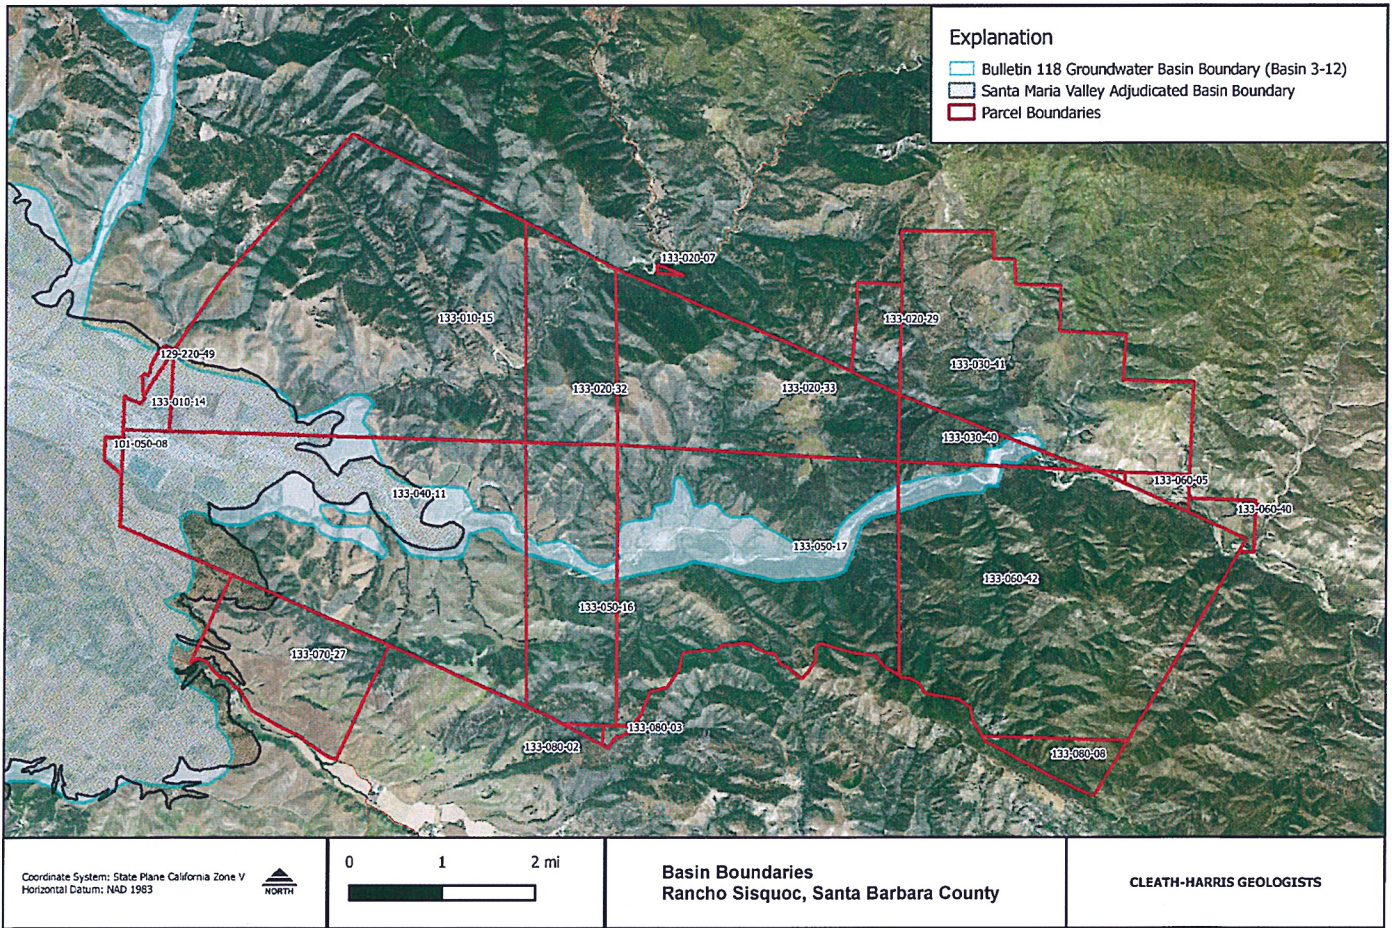 Explanation
Bulletin 118 Groundwater Basin Boundary (Basin 3-12)
Santa Maria Valley Adjudicated Basin Boundary
Parcel Boundaries
133-020-07
133-010-15
133-020-29
129-220-49
133-030-41
133-020-32
133-020-33
133-010-14
133-030-40
101-050-08
133-060-05
133-040-11
133-060-40
133-050-17
133-060-42
133-050-16
133-070-27
133-080-03
133-080-02
133-080-08
Coordinate System: State Plane California Zone V
Horizontal Datum: NAD 1983
NORTH
0 1 2 mi
Basin Boundaries
Rancho Sisquoc, Santa Barbara County
CLEATH-HARRIS GEOLOGISTS